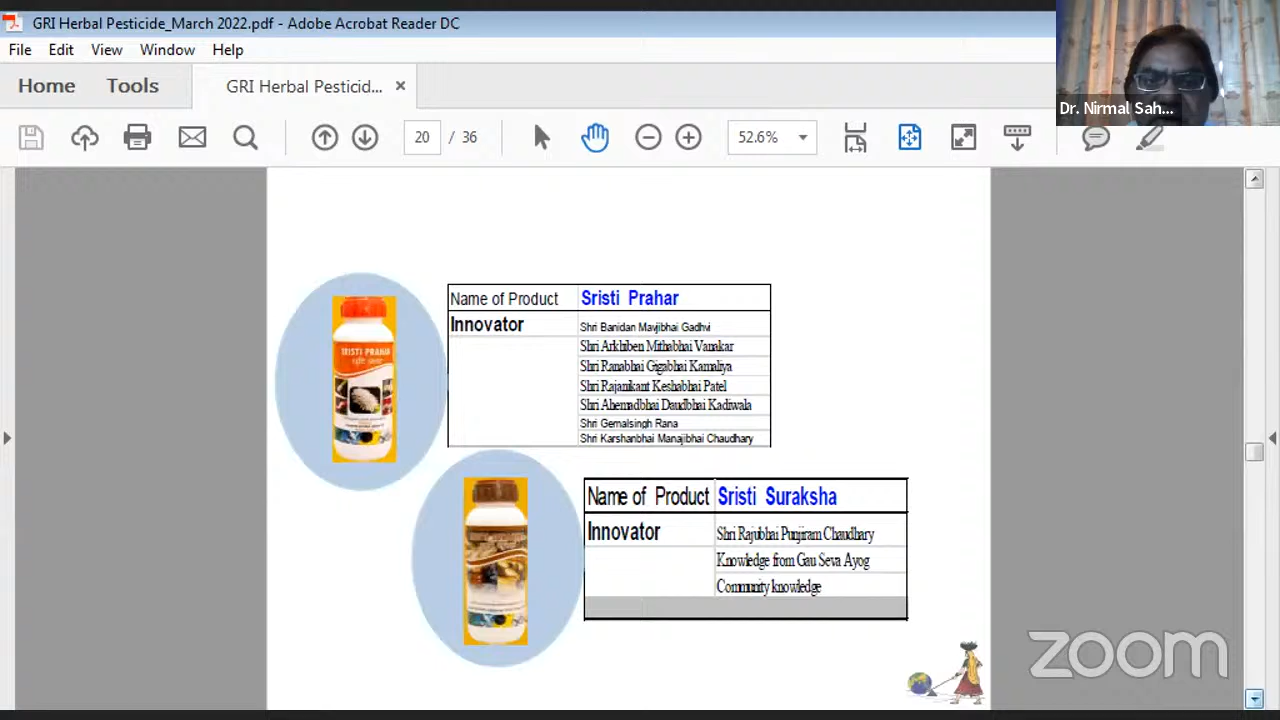 GRI Herbal Pesticide_March 2022.pdf - Adobe Acrobat Reader DC
File Edit View Window Help
Home Tools GRI Herbal Pesticid... ×
20 / 36 52.6%
Dr. Nirmal Sah...
Name of Product Sristi Prahar
Innovator Shri Banidan Mavjibhai Gadhvi
Shri Arkhiben Mithabhai Vanakar
Shri Ranabhai Gigabhai Kamaliya
Shri Rajanikant Keshabhai Patel
Shri Ahemadbhai Daudbhai Kadiwala
Shri Gemalsingh Rana
Shri Karshanbhai Manajibhai Chaudhary
SRISTI PRAHAR
Name of Product Sristi Suraksha
Innovator Shri Rajubhai Punjiram Chaudhary
Knowledge from Gau Seva Ayog
Community knowledge
zoom